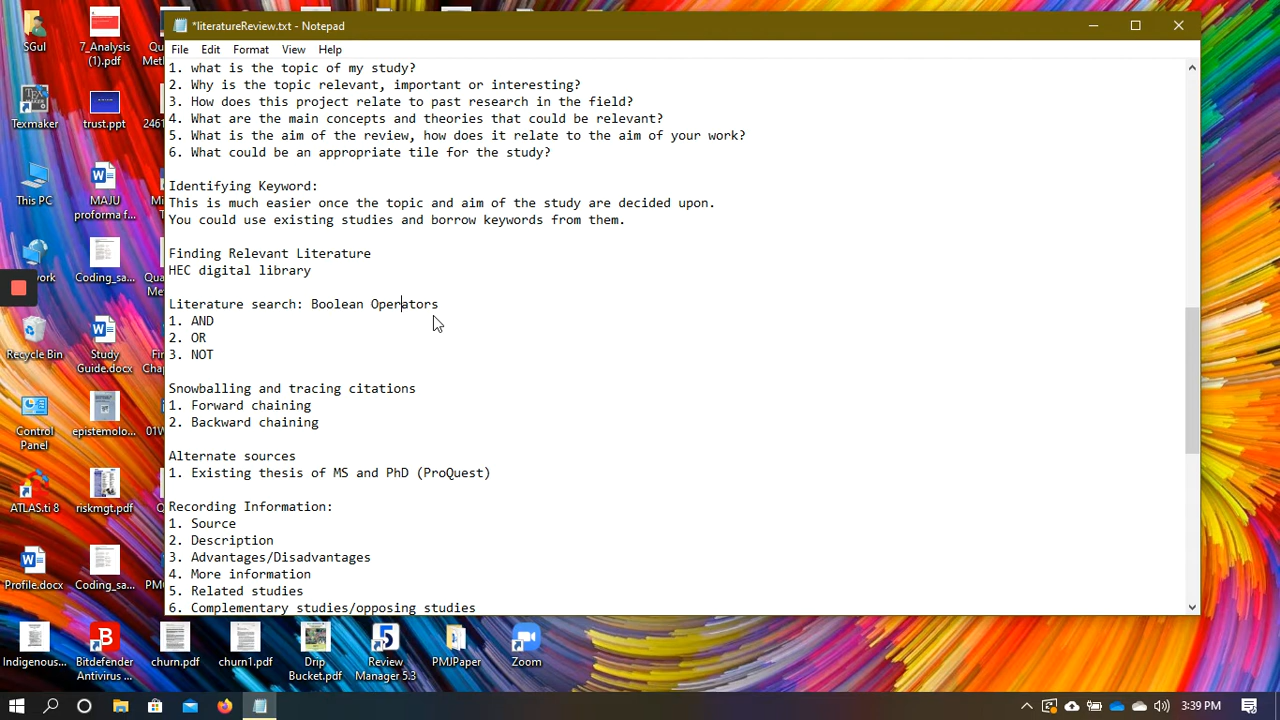 *literatureReview.txt - Notepad
File Edit Format View Help
1. what is the topic of my study?
2. Why is the topic relevant, important or interesting?
3. How does this project relate to past research in the field?
4. What are the main concepts and theories that could be relevant?
5. What is the aim of the review, how does it relate to the aim of your work?
6. What could be an appropriate tile for the study?
Identifying Keyword:
This is much easier once the topic and aim of the study are decided upon.
You could use existing studies and borrow keywords from them.
Finding Relevant Literature
HEC digital library
Literature search: Boolean Operators
1. AND
2. OR
3. NOT
Snowballing and tracing citations
1. Forward chaining
2. Backward chaining
Alternate sources
1. Existing thesis of MS and PhD (ProQuest)
Recording Information:
1. Source
2. Description
3. Advantages/Disadvantages
4. More information
5. Related studies
6. Complementary studies/opposing studies
SGul
7_Analysis
(1).pdf
Texmaker
trust.ppt
This PC
MAJU
proforma f...
Coding_sa...
Recycle Bin
Study
Guide.docx
Control
Panel
epistemolo...
ATLAS.ti 8
riskmgt.pdf
Profile.docx
Coding_sa...
Indigenous...
Bitdefender
Antivirus ...
churn.pdf
churn1.pdf
Drip
Bucket.pdf
Review
Manager 5.3
PMJPaper
Zoom
3:39 PM